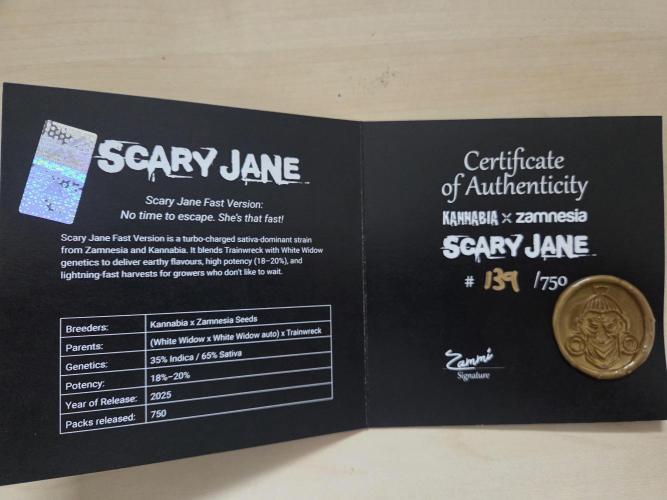 SCARY JANE
Scary Jane Fast Version:
No time to escape. She's that fast!
Scary Jane Fast Version is a turbo-charged sativa-dominant strain
from Zamnesia and Kannabia. It blends Trainwreck with White Widow
genetics to deliver earthy flavours, high potency (18–20%), and
lightning-fast harvests for growers who don't like to wait.
Breeders: Kannabia x Zamnesia Seeds
Parents: (White Widow x White Widow auto) x Trainwreck
Genetics: 35% Indica / 65% Sativa
Potency: 18%–20%
Year of Release: 2025
Packs released: 750
Certificate
of Authenticity
KANNABIA x zamnesia
SCARY JANE
# 139 /750
Zammi
Signature